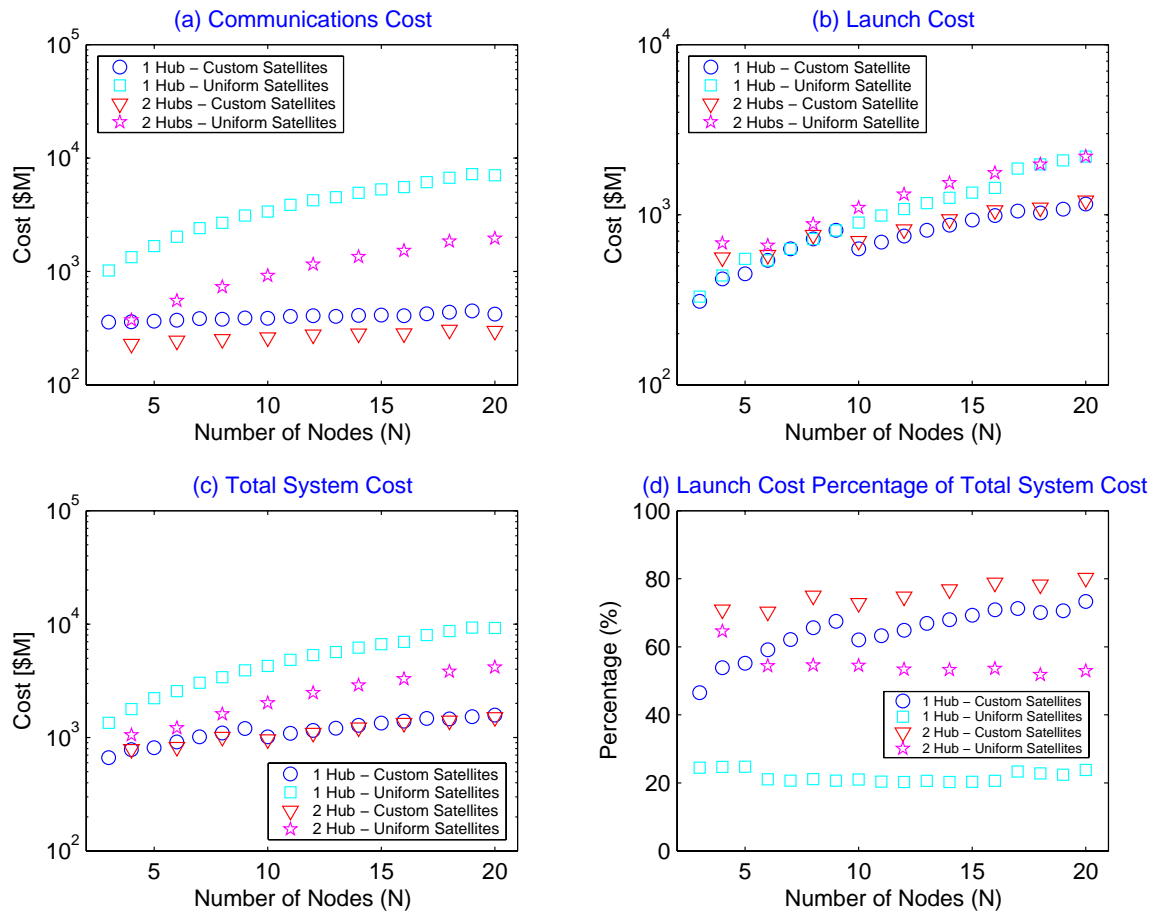 (a) Communications Cost
10^5
10^4
10^3
10^2
Cost [$M]
1 Hub − Custom Satellites
1 Hub − Uniform Satellites
2 Hubs − Custom Satellites
2 Hubs − Uniform Satellites
5 10 15 20
Number of Nodes (N)
(b) Launch Cost
10^4
10^3
10^2
Cost [$M]
1 Hub − Custom Satellite
1 Hub − Uniform Satellite
2 Hubs − Custom Satellite
2 Hubs − Uniform Satellite
5 10 15 20
Number of Nodes (N)
(c) Total System Cost
10^5
10^4
10^3
10^2
Cost [$M]
1 Hub − Custom Satellites
1 Hub − Uniform Satellites
2 Hub − Custom Satellites
2 Hub − Uniform Satellites
5 10 15 20
Number of Nodes (N)
(d) Launch Cost Percentage of Total System Cost
100
80
60
40
20
0
Percentage (%)
1 Hub − Custom Satellites
1 Hub − Uniform Satellites
2 Hub − Custom Satellites
2 Hub − Uniform Satellites
5 10 15 20
Number of Nodes (N)